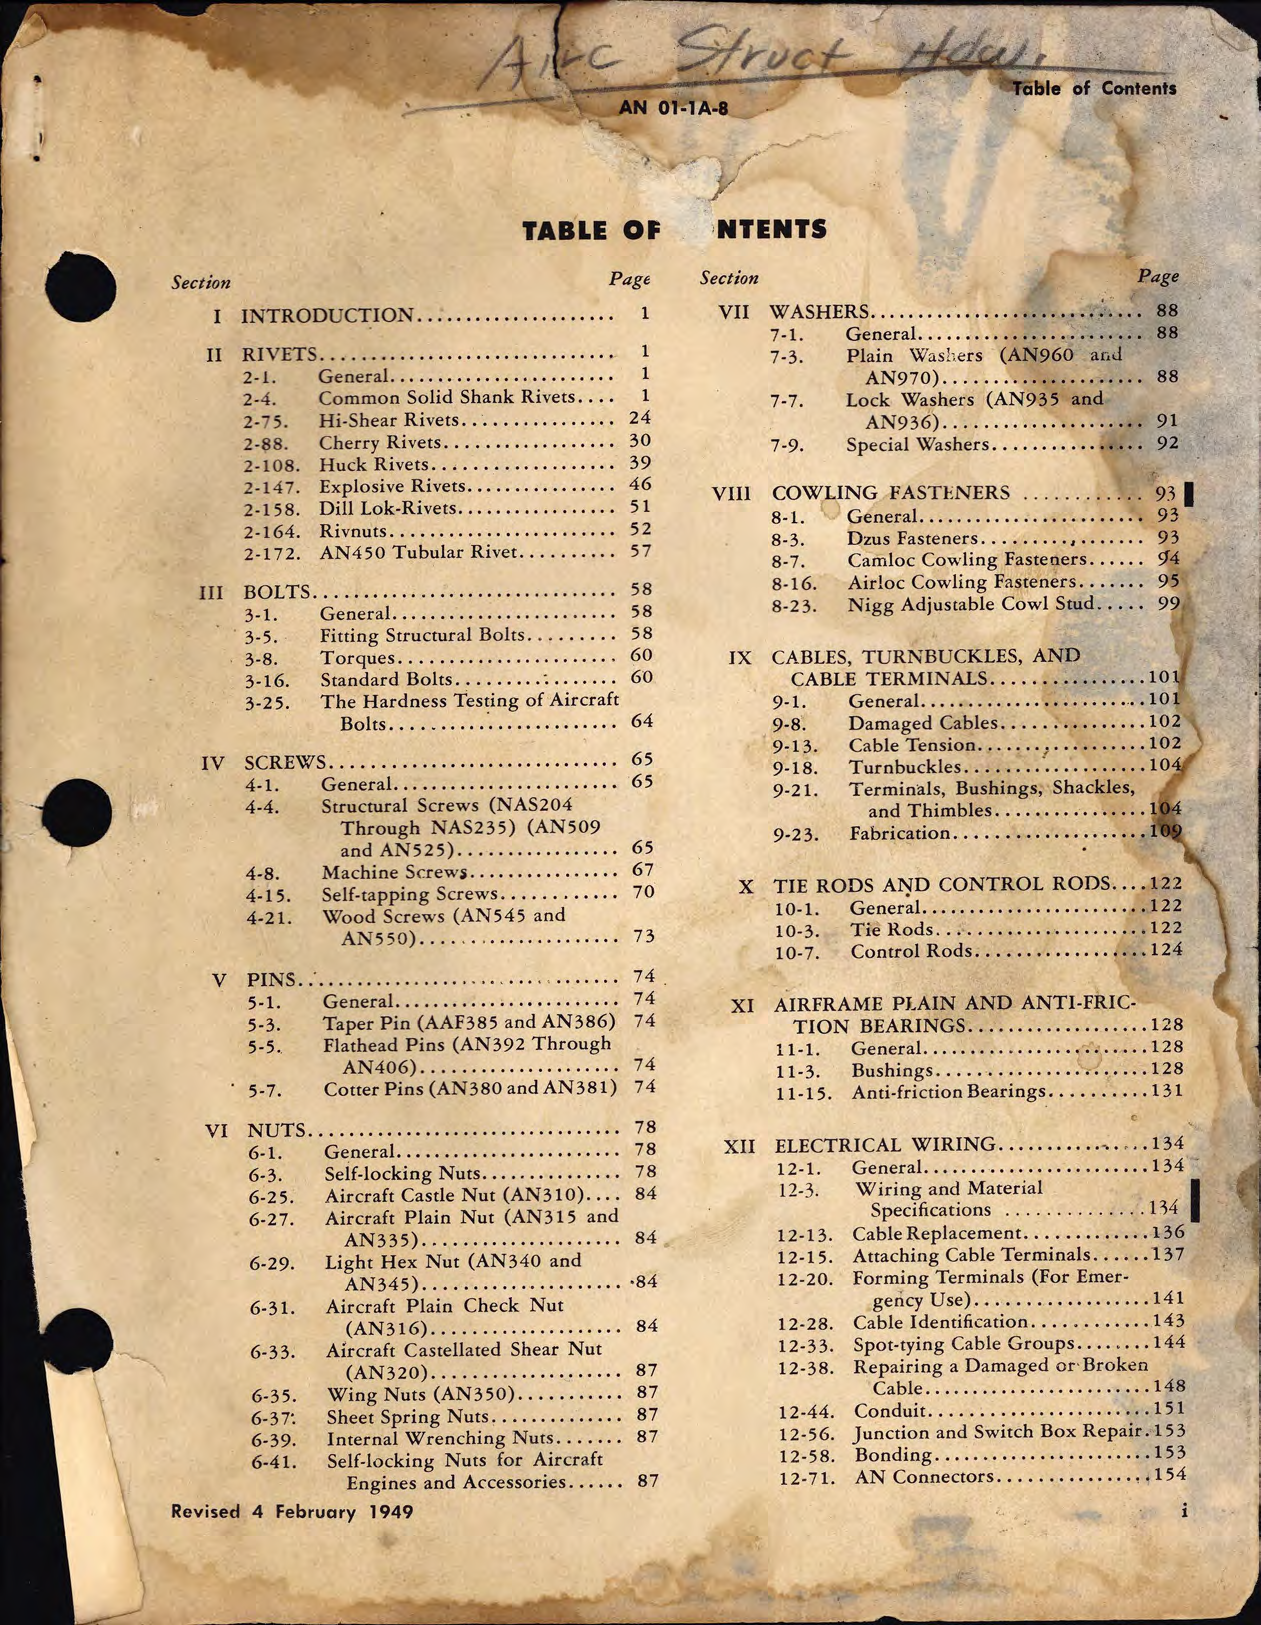 Airc Struct Hdw.
Table of Contents
AN 01-1A-8
TABLE OF NTENTS
Section Page
I INTRODUCTION..................... 1
II RIVETS............................... 1
2-1. General........................ 1
2-4. Common Solid Shank Rivets.... 1
2-75. Hi-Shear Rivets................ 24
2-88. Cherry Rivets.................. 30
2-108. Huck Rivets................... 39
2-147. Explosive Rivets................ 46
2-158. Dill Lok-Rivets................. 51
2-164. Rivnuts........................ 52
2-172. AN450 Tubular Rivet.......... 57
III BOLTS................................ 58
3-1. General........................ 58
3-5. Fitting Structural Bolts.......... 58
3-8. Torques....................... 60
3-16. Standard Bolts................. 60
3-25. The Hardness Testing of Aircraft
Bolts........................ 64
IV SCREWS.............................. 65
4-1. General........................ 65
4-4. Structural Screws (NAS204
Through NAS235) (AN509
and AN525)................. 65
4-8. Machine Screws................ 67
4-15. Self-tapping Screws............ 70
4-21. Wood Screws (AN545 and
AN550)..................... 73
V PINS................................. 74
5-1. General........................ 74
5-3. Taper Pin (AAF385 and AN386) 74
5-5. Flathead Pins (AN392 Through
AN406)..................... 74
5-7. Cotter Pins (AN380 and AN381) 74
VI NUTS................................. 78
6-1. General........................ 78
6-3. Self-locking Nuts............... 78
6-25. Aircraft Castle Nut (AN310).... 84
6-27. Aircraft Plain Nut (AN315 and
AN335)..................... 84
6-29. Light Hex Nut (AN340 and
AN345)..................... 84
6-31. Aircraft Plain Check Nut
(AN316).................... 84
6-33. Aircraft Castellated Shear Nut
(AN320).................... 87
6-35. Wing Nuts (AN350)........... 87
6-37. Sheet Spring Nuts.............. 87
6-39. Internal Wrenching Nuts....... 87
6-41. Self-locking Nuts for Aircraft
Engines and Accessories...... 87
Section Page
VII WASHERS............................. 88
7-1. General........................ 88
7-3. Plain Washers (AN960 and
AN970)..................... 88
7-7. Lock Washers (AN935 and
AN936)..................... 91
7-9. Special Washers................ 92
VIII COWLING FASTENERS ............ 93
8-1. General........................ 93
8-3. Dzus Fasteners................. 93
8-7. Camloc Cowling Fasteners...... 94
8-16. Airloc Cowling Fasteners....... 95
8-23. Nigg Adjustable Cowl Stud..... 99
IX CABLES, TURNBUCKLES, AND
CABLE TERMINALS................ 101
9-1. General........................ 101
9-8. Damaged Cables............... 102
9-13. Cable Tension.................. 102
9-18. Turnbuckles................... 104
9-21. Terminals, Bushings, Shackles,
and Thimbles................ 104
9-23. Fabrication.................... 109
X TIE RODS AND CONTROL RODS.... 122
10-1. General........................ 122
10-3. Tie Rods....................... 122
10-7. Control Rods.................. 124
XI AIRFRAME PLAIN AND ANTI-FRIC-
TION BEARINGS................... 128
11-1. General........................ 128
11-3. Bushings....................... 128
11-15. Anti-friction Bearings.......... 131
XII ELECTRICAL WIRING................ 134
12-1. General........................ 134
12-3. Wiring and Material
Specifications ............... 134
12-13. Cable Replacement............. 136
12-15. Attaching Cable Terminals...... 137
12-20. Forming Terminals (For Emer-
gency Use)................... 141
12-28. Cable Identification............. 143
12-33. Spot-tying Cable Groups........ 144
12-38. Repairing a Damaged or Broken
Cable........................ 148
12-44. Conduit........................ 151
12-56. Junction and Switch Box Repair. 153
12-58. Bonding....................... 153
12-71. AN Connectors................. 154
Revised 4 February 1949
i